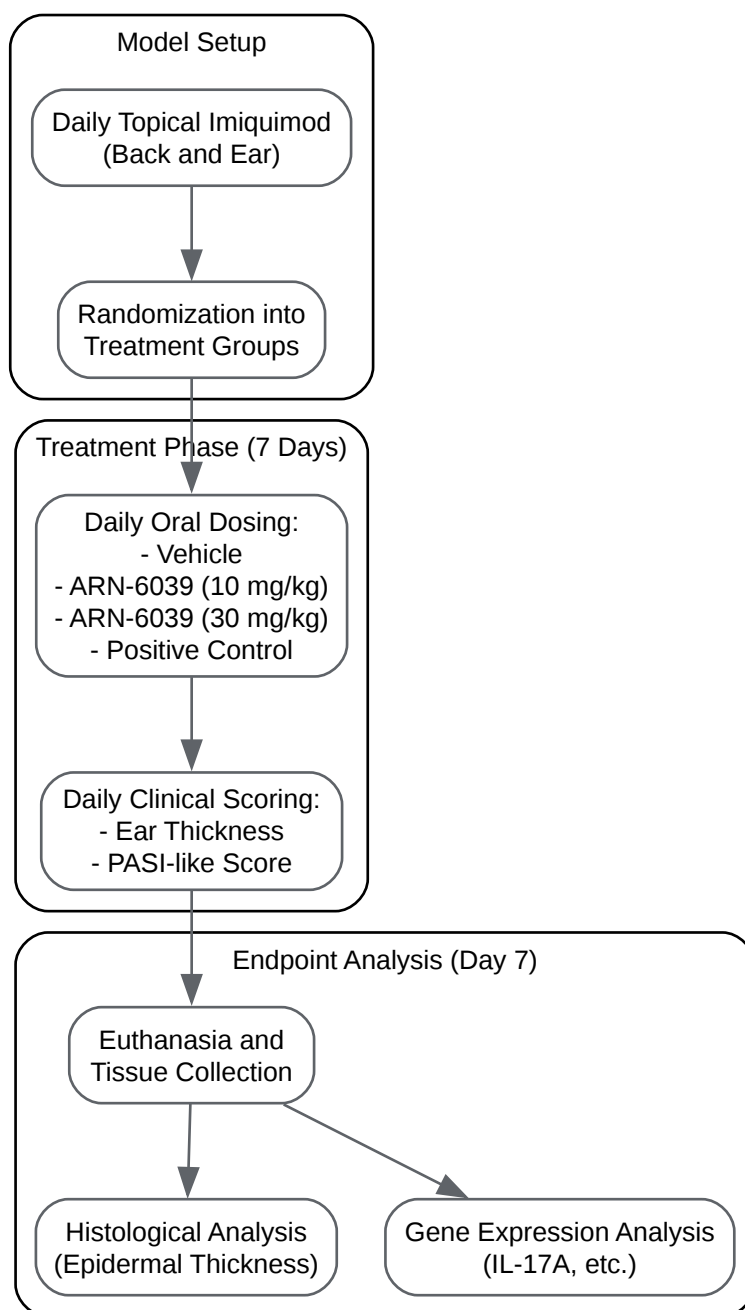 Model Setup
Daily Topical Imiquimod
(Back and Ear)
Randomization into
Treatment Groups
Treatment Phase (7 Days)
Daily Oral Dosing:
- Vehicle
- ARN-6039 (10 mg/kg)
- ARN-6039 (30 mg/kg)
- Positive Control
Daily Clinical Scoring:
- Ear Thickness
- PASI-like Score
Endpoint Analysis (Day 7)
Euthanasia and
Tissue Collection
Histological Analysis
(Epidermal Thickness)
Gene Expression Analysis
(IL-17A, etc.)